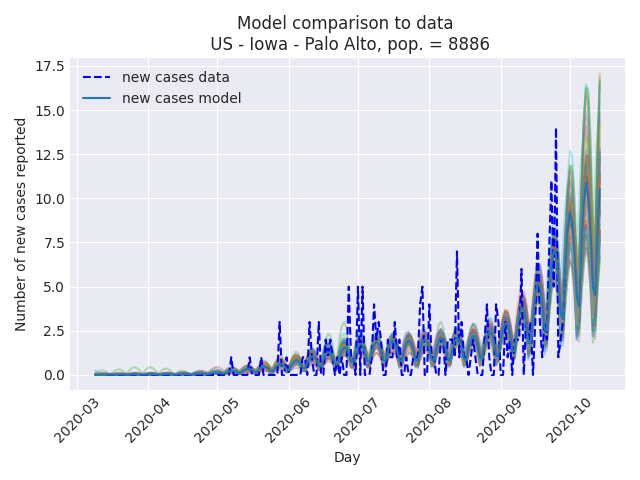 Model comparison to data
US - Iowa - Palo Alto, pop. = 8886
new cases data
new cases model
Number of new cases reported
17.5
15.0
12.5
10.0
7.5
5.0
2.5
0.0
2020-03
2020-04
2020-05
2020-06
2020-07
2020-08
2020-09
2020-10
Day